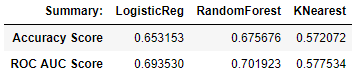 Summary: LogisticReg RandomForest KNearest
Accuracy Score 0.653153 0.675676 0.572072
ROC AUC Score 0.693530 0.701923 0.577534